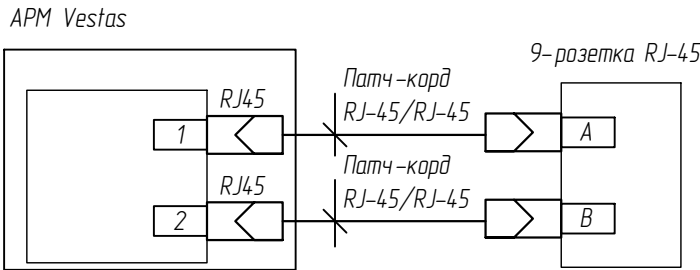 АРМ Vestas
9-розетка RJ-45
RJ45
Патч-корд
RJ-45/RJ-45
1
А
RJ45
Патч-корд
RJ-45/RJ-45
2
В